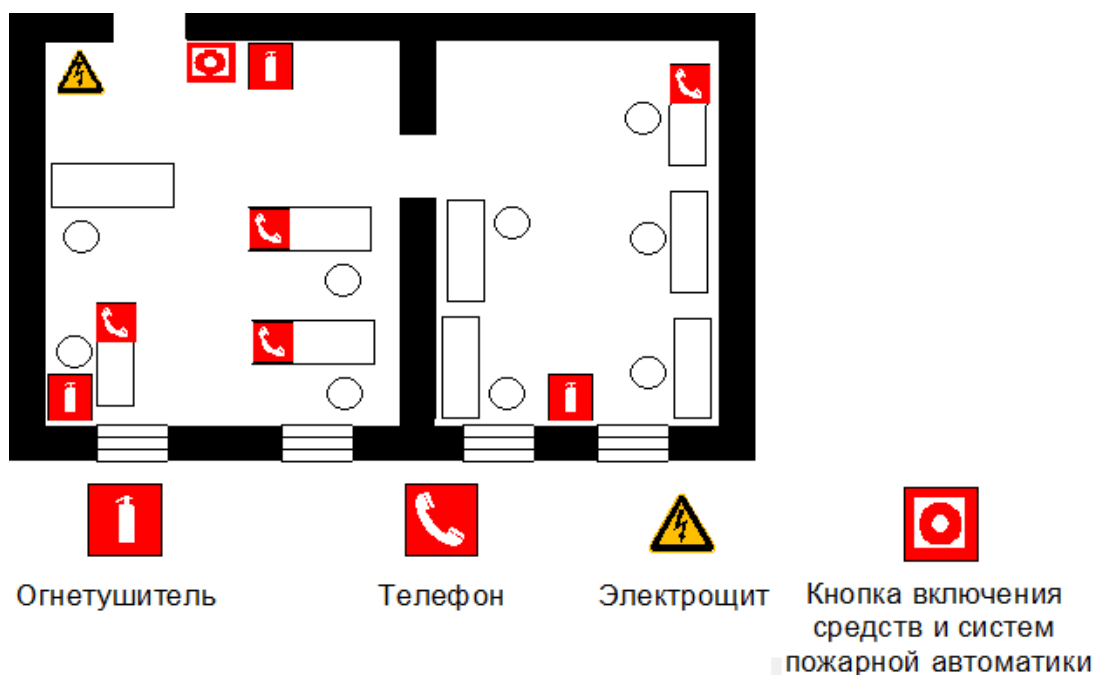 Огнетушитель
Телефон
Электрощит
Кнопка включения
средств и систем
пожарной автоматики